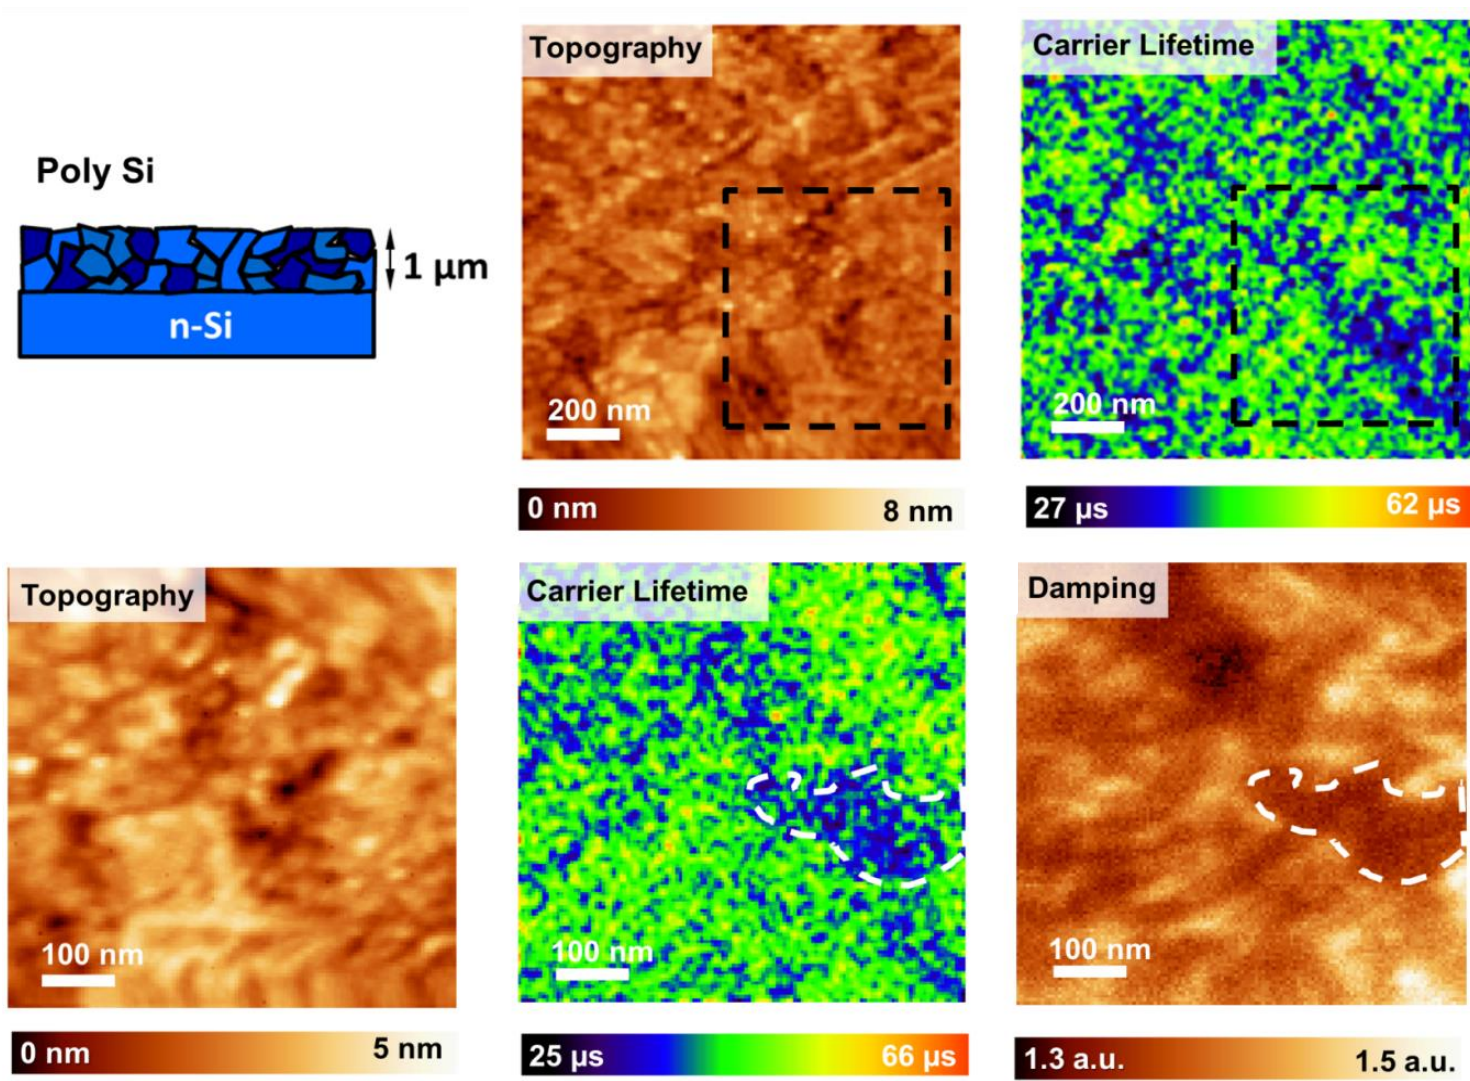 Poly Si
1 µm
n-Si
Topography
200 nm
0 nm 8 nm
Carrier Lifetime
200 nm
27 µs 62 µs
Topography
100 nm
0 nm 5 nm
Carrier Lifetime
100 nm
25 µs 66 µs
Damping
100 nm
1.3 a.u. 1.5 a.u.